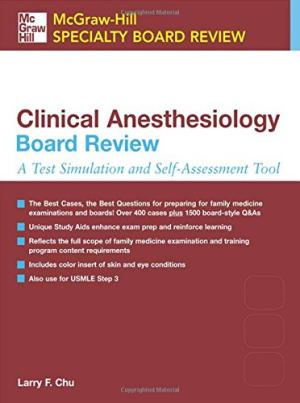 Mc
Graw
Hill
McGraw-Hill
SPECIALTY BOARD REVIEW
Clinical Anesthesiology
Board Review
A Test Simulation and Self-Assessment Tool
The Best Cases, the Best Questions for preparing for family medicine
examinations and boards! Over 400 cases plus 1500 board-style Q&As
Unique Study Aids enhance exam prep and reinforce learning
Reflects the full scope of family medicine examination and training
program content requirements
Includes color insert of skin and eye conditions
Also use for USMLE Step 3
Larry F. Chu
Copyrighted Material